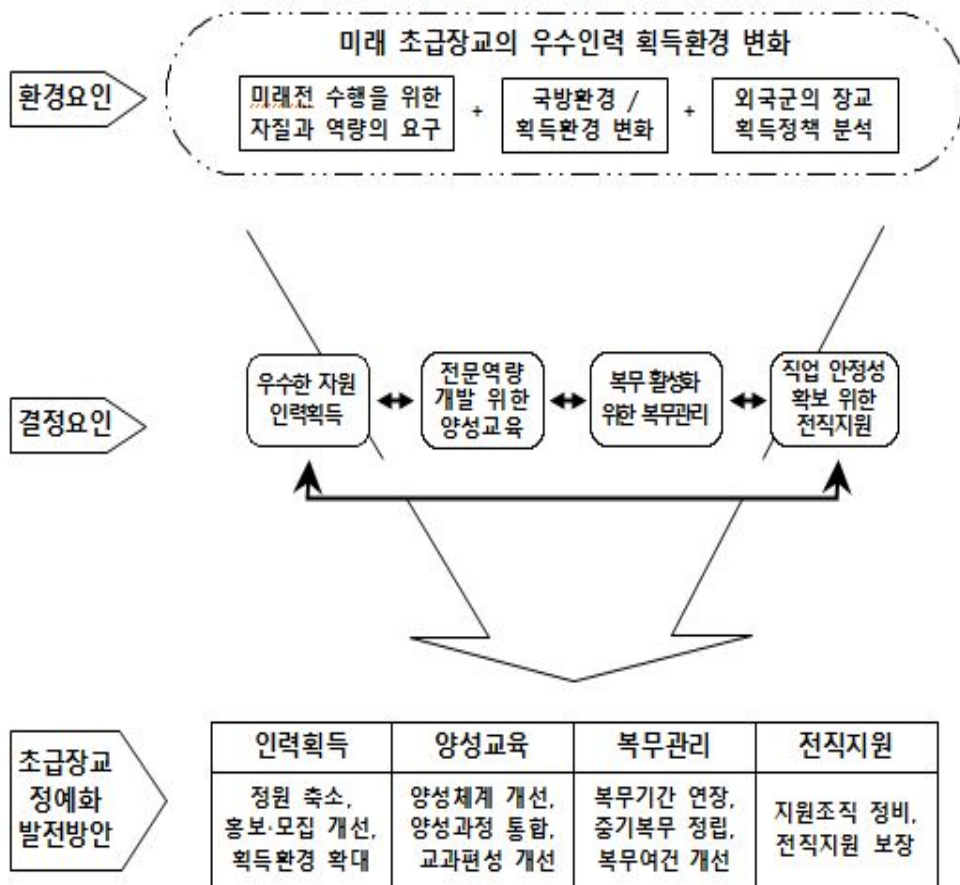 미래 초급장교의 우수인력 획득환경 변화
환경요인
미래전 수행을 위한
자질과 역량의 요구
+
국방환경 /
획득환경 변화
+
외국군의 장교
획득정책 분석
결정요인
우수한 자원
인력획득
전문역량
개발 위한
양성교육
복무 활성화
위한 복무관리
직업 안정성
확보 위한
전직지원
초급장교
정예화
발전방안
인력획득
양성교육
복무관리
전직지원
정원 축소,
홍보·모집 개선,
획득환경 확대
양성체계 개선,
양성과정 통합,
교과편성 개선
복무기간 연장,
중기복무 정립,
복무여건 개선
지원조직 정비,
전직지원 보장